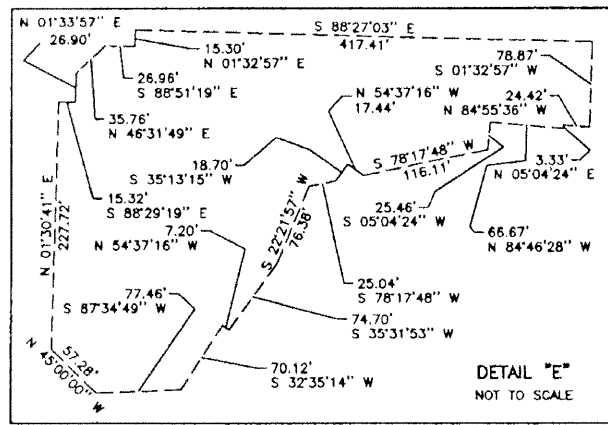 N 01°33'57" E
26.90'
S 88°27'03" E
417.41'
15.30'
N 01°32'57" E
26.96'
S 88°51'19" E
35.76'
N 46°31'49" E
78.87'
S 01°32'57" W
N 54°37'16" W
17.44'
24.42'
N 84°55'36" W
18.70'
S 35°13'15" W
S 78°17'48" W
116.11'
3.33'
N 05°04'24" E
15.32'
S 88°29'19" E
N 01°30'41" E
227.72'
S 22°21'57" W
76.38'
25.46'
S 05°04'24" W
66.67'
N 84°46'28" W
7.20'
N 54°37'16" W
25.04'
S 78°17'48" W
77.46'
S 87°34'49" W
74.70'
S 35°31'53" W
57.28'
N 45°00'00" W
70.12'
S 32°35'14" W
DETAIL "E"
NOT TO SCALE